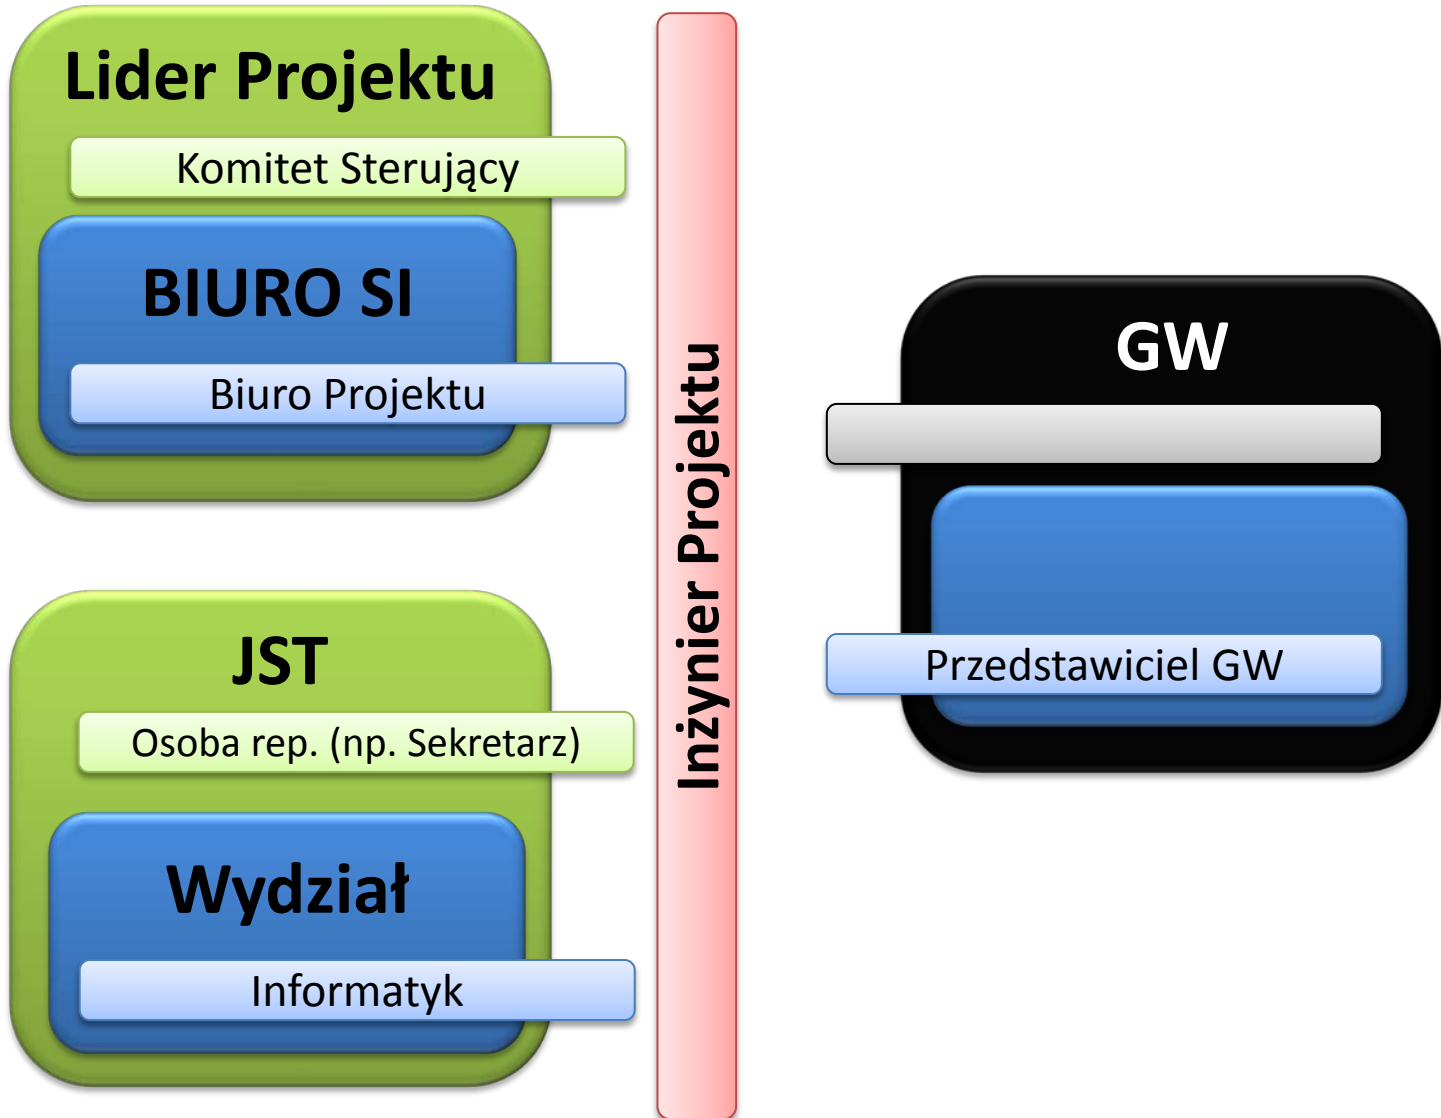 Lider Projektu
Komitet Sterujący
BIURO SI
Biuro Projektu
JST
Osoba rep. (np. Sekretarz)
Wydział
Informatyk
Inżynier Projektu
GW
Przedstawiciel GW